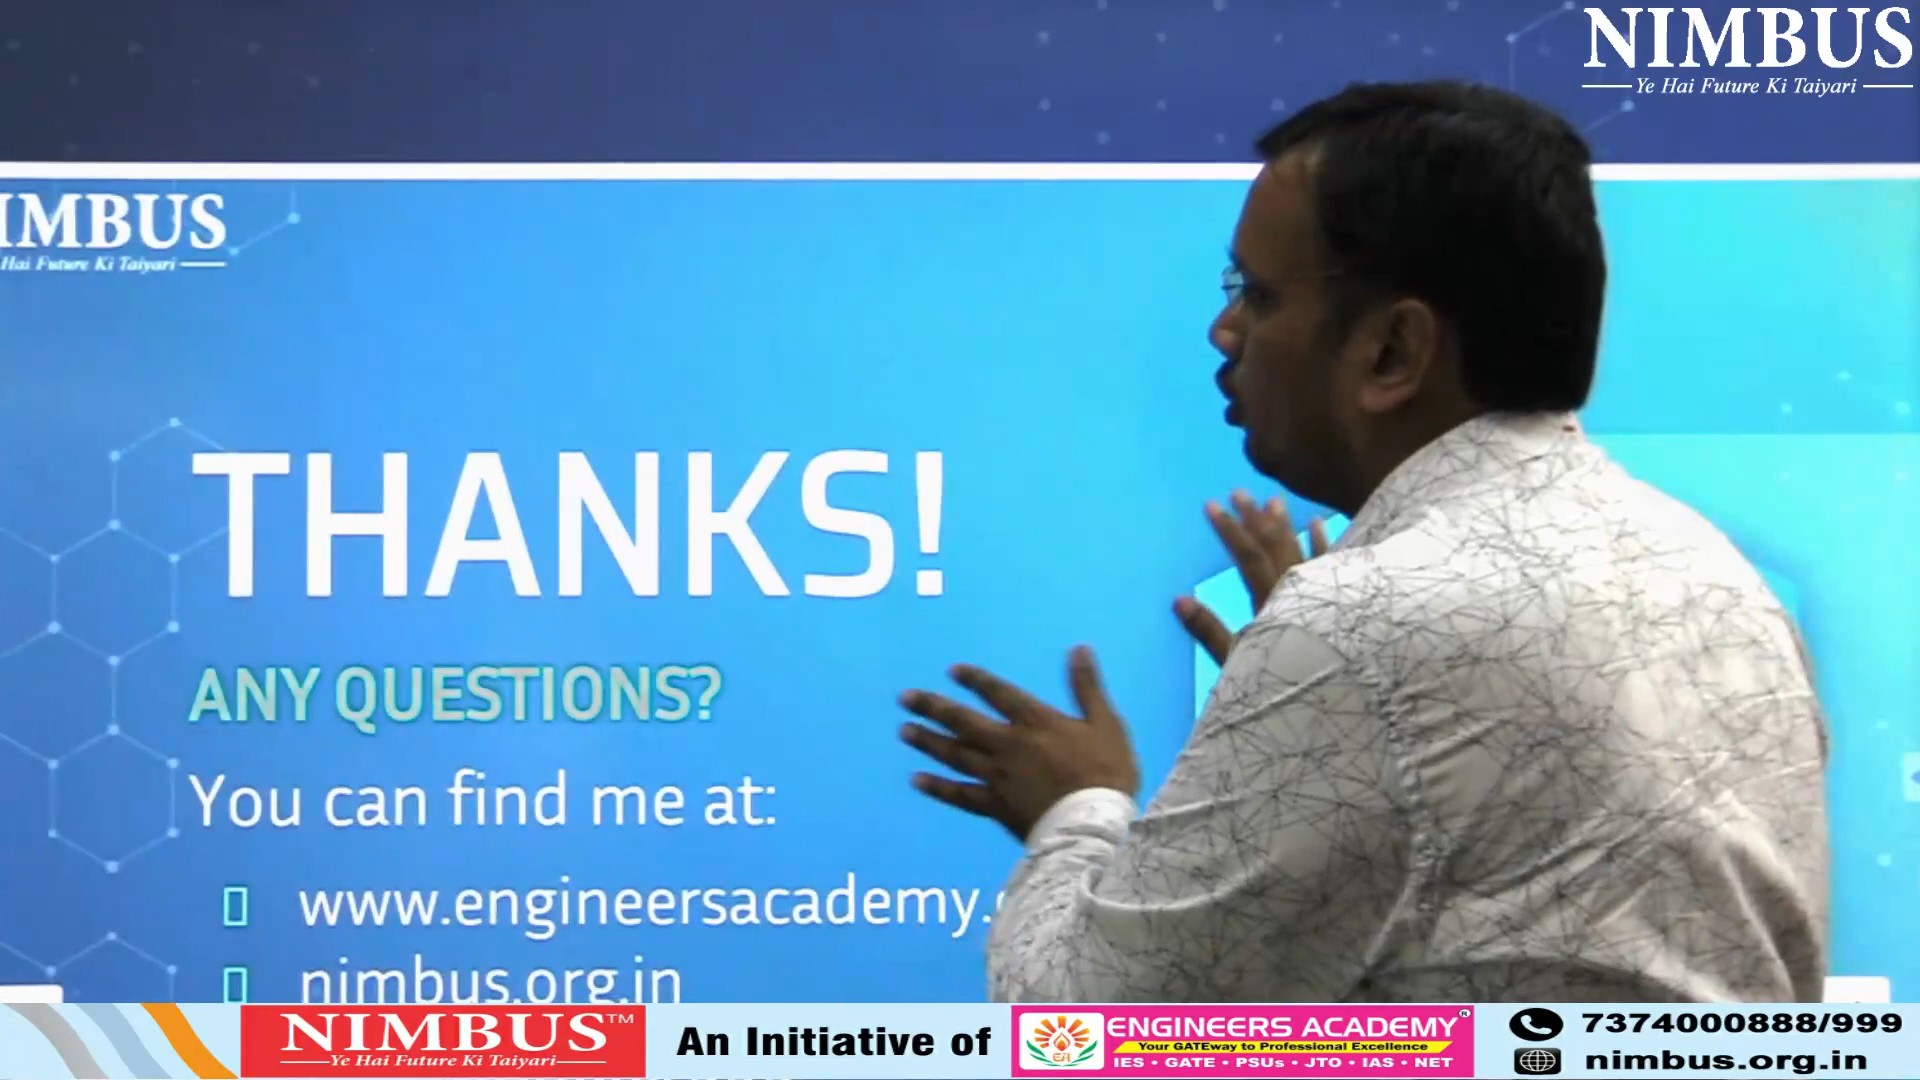 NIMBUS
Ye Hai Future Ki Taiyari
IMBUS
Hai Future Ki Taiyari
THANKS!
ANY QUESTIONS?
You can find me at:
www.engineersacademy.
nimbus.org.in
NIMBUS™
Ye Hai Future Ki Taiyari
An Initiative of
ENGINEERS ACADEMY®
Your GATEway to Professional Excellence
IES • GATE • PSUs • JTO • IAS • NET
EA
7374000888/999
nimbus.org.in